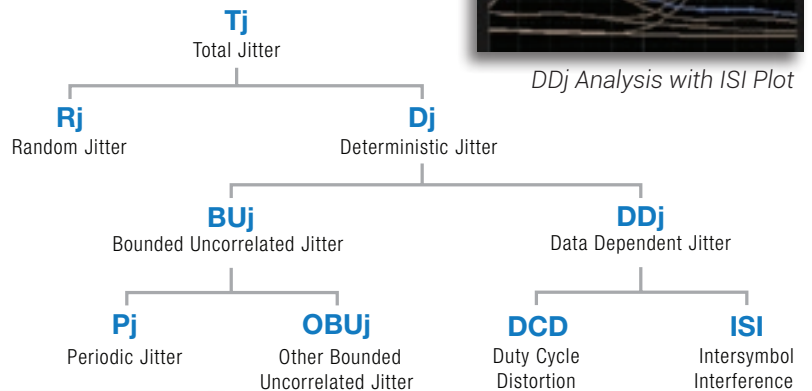 Tj
Total Jitter
DDj Analysis with ISI Plot
Rj
Random Jitter
Dj
Deterministic Jitter
BUj
Bounded Uncorrelated Jitter
DDj
Data Dependent Jitter
Pj
Periodic Jitter
OBUj
Other Bounded
Uncorrelated Jitter
DCD
Duty Cycle
Distortion
ISI
Intersymbol
Interference